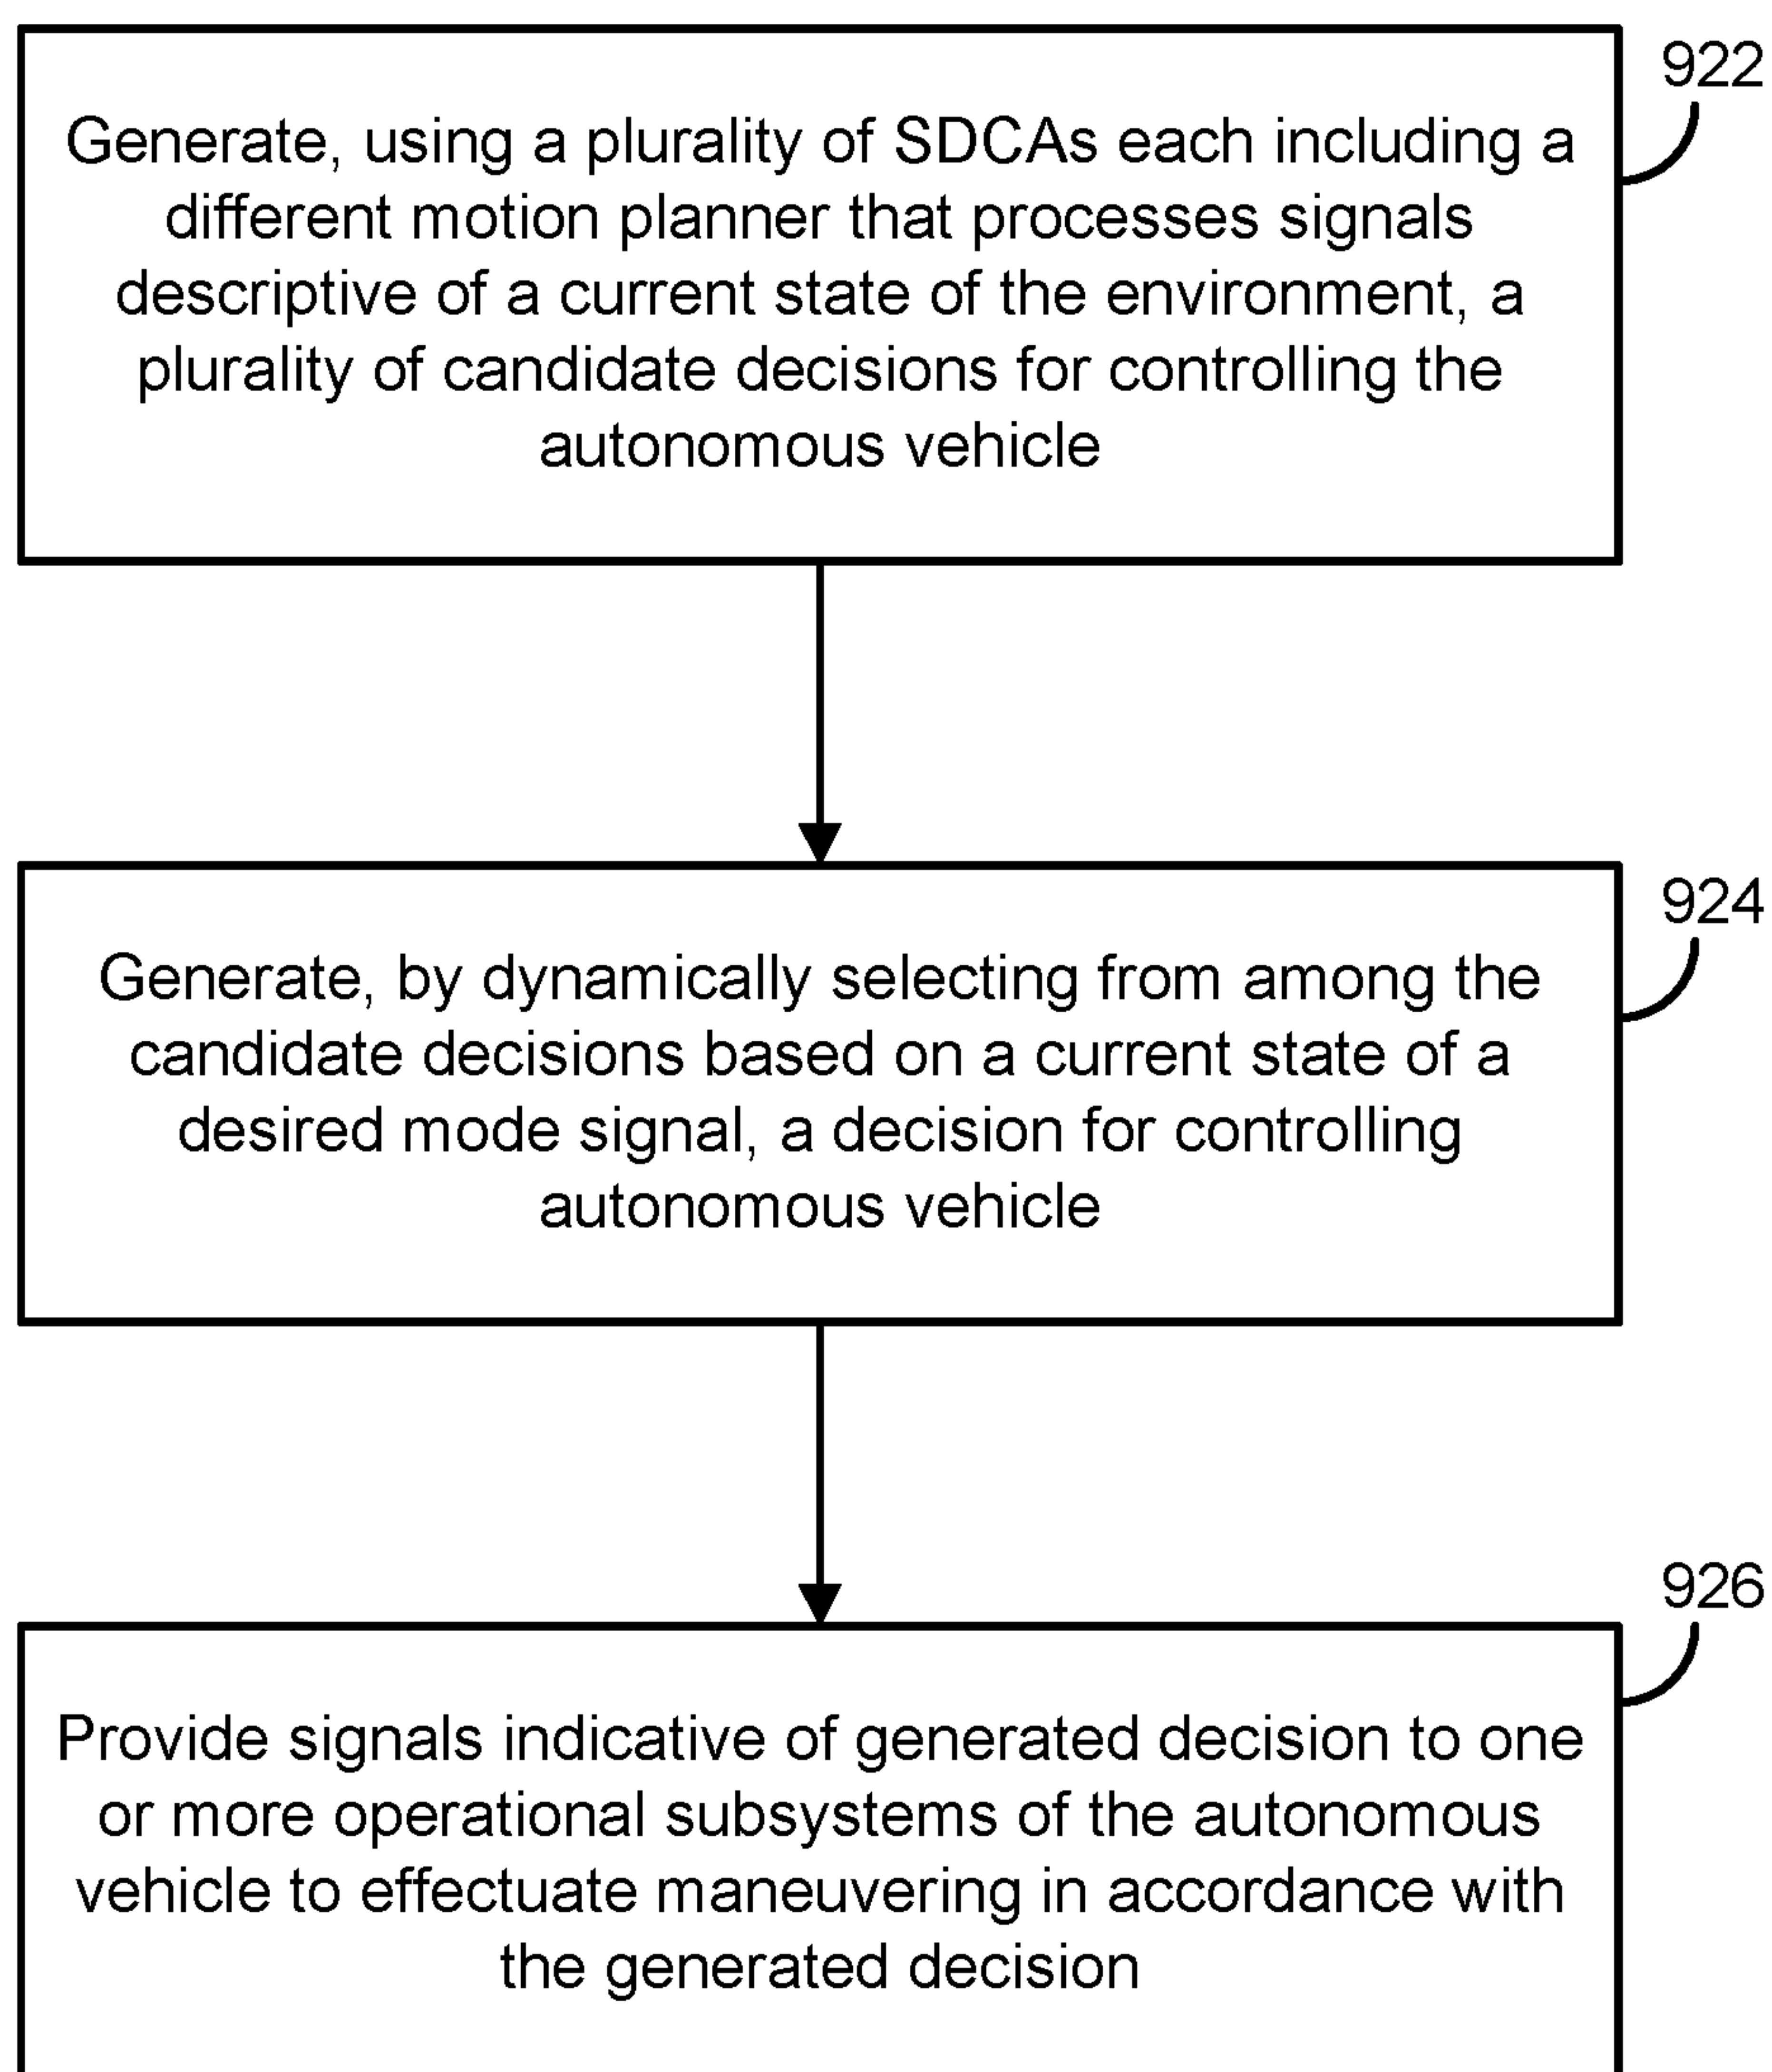 922
Generate, using a plurality of SDCAs each including a
different motion planner that processes signals
descriptive of a current state of the environment, a
plurality of candidate decisions for controlling the
autonomous vehicle
924
Generate, by dynamically selecting from among the
candidate decisions based on a current state of a
desired mode signal, a decision for controlling
autonomous vehicle
926
Provide signals indicative of generated decision to one
or more operational subsystems of the autonomous
vehicle to effectuate maneuvering in accordance with
the generated decision